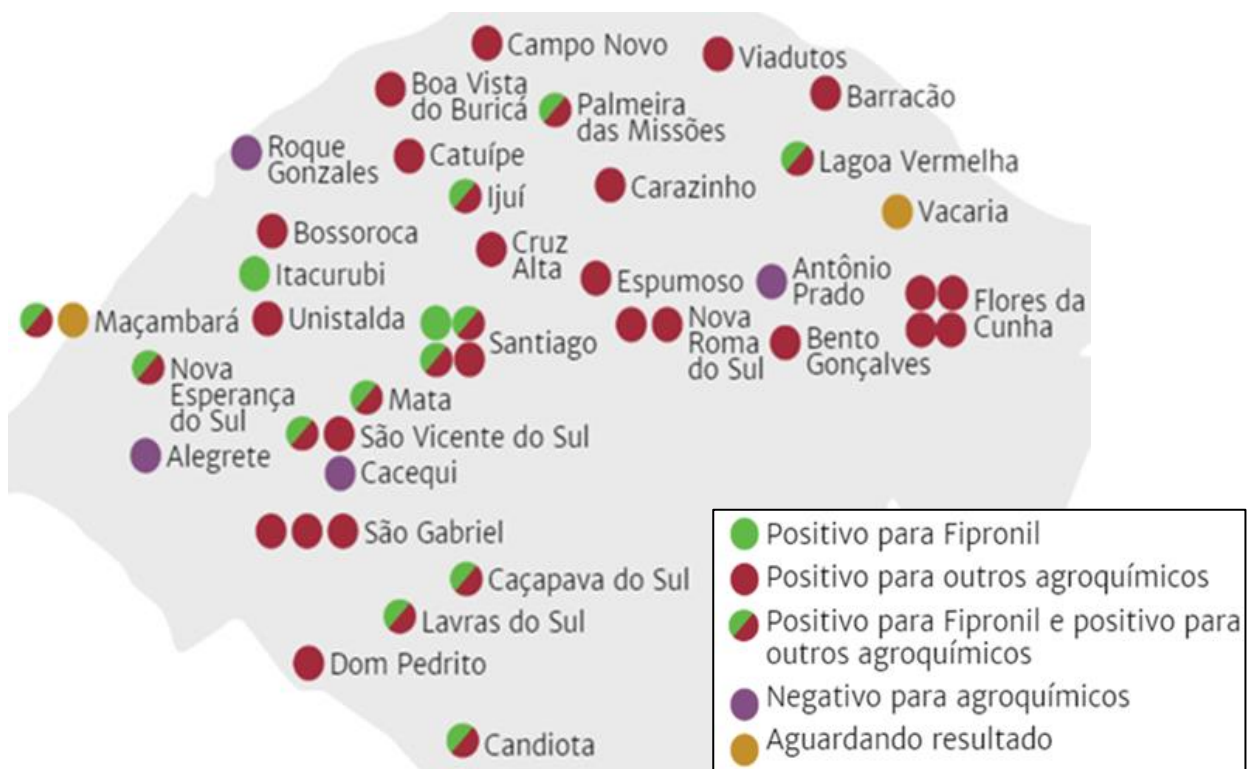 Campo Novo
Viadutos
Boa Vista
do Buricá
Palmeira
das Missões
Barracão
Roque
Gonzales
Catuípe
Lagoa Vermelha
Ijuí
Carazinho
Vacaria
Bossoroca
Cruz
Alta
Itacurubi
Espumoso
Antônio
Prado
Flores da
Cunha
Maçambará
Unistalda
Santiago
Nova
Roma
do Sul
Bento
Gonçalves
Nova
Esperança
do Sul
Mata
São Vicente do Sul
Alegrete
Cacequi
São Gabriel
Caçapava do Sul
Lavras do Sul
Dom Pedrito
Candiota
Positivo para Fipronil
Positivo para outros agroquímicos
Positivo para Fipronil e positivo para
outros agroquímicos
Negativo para agroquímicos
Aguardando resultado